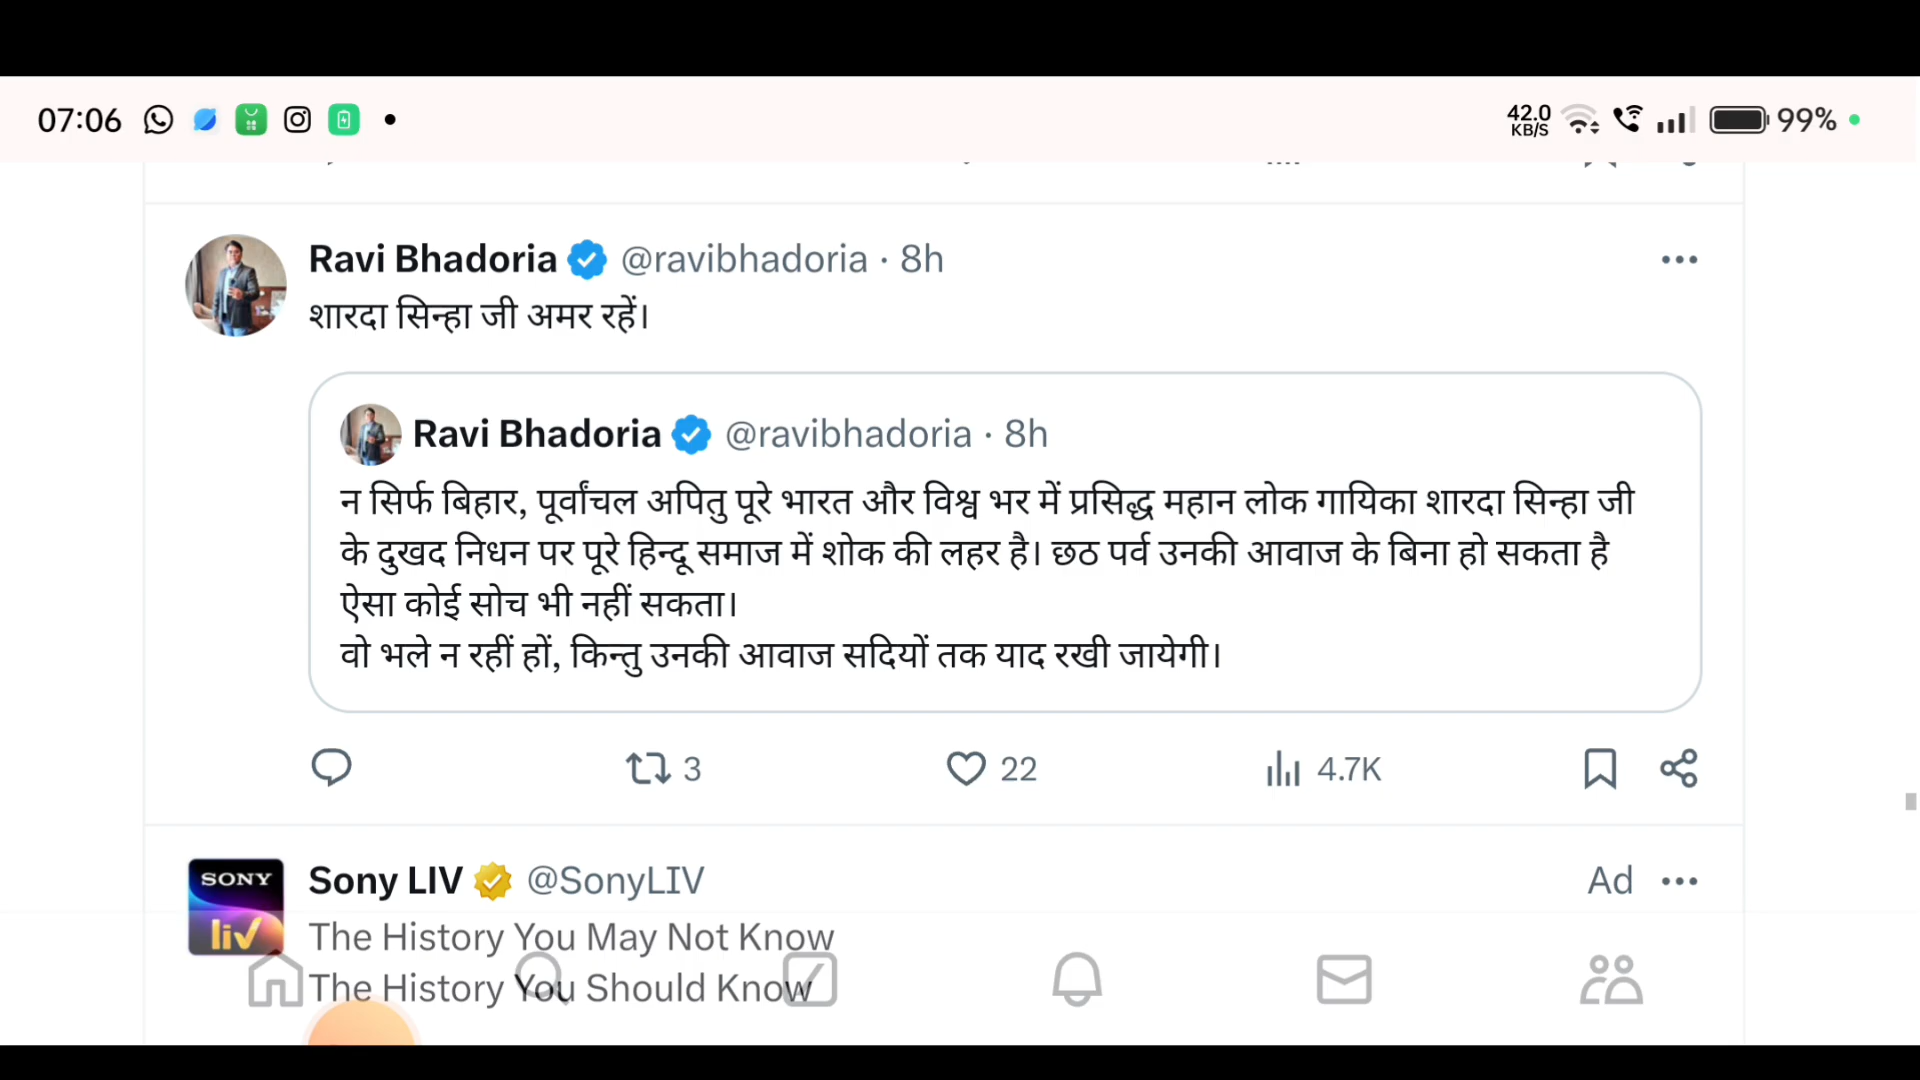 07:06 42.0 KB/S 99%
Ravi Bhadoria @ravibhadoria · 8h
शारदा सिन्हा जी अमर रहें।
Ravi Bhadoria @ravibhadoria · 8h
न सिर्फ बिहार, पूर्वांचल अपितु पूरे भारत और विश्व भर में प्रसिद्ध महान लोक गायिका शारदा सिन्हा जी
के दुखद निधन पर पूरे हिन्दू समाज में शोक की लहर है। छठ पर्व उनकी आवाज के बिना हो सकता है
ऐसा कोई सोच भी नहीं सकता।
वो भले न रहीं हों, किन्तु उनकी आवाज सदियों तक याद रखी जायेगी।
3 22 4.7K
SONY
liv
Sony LIV @SonyLIV Ad
The History You May Not Know
The History You Should Know